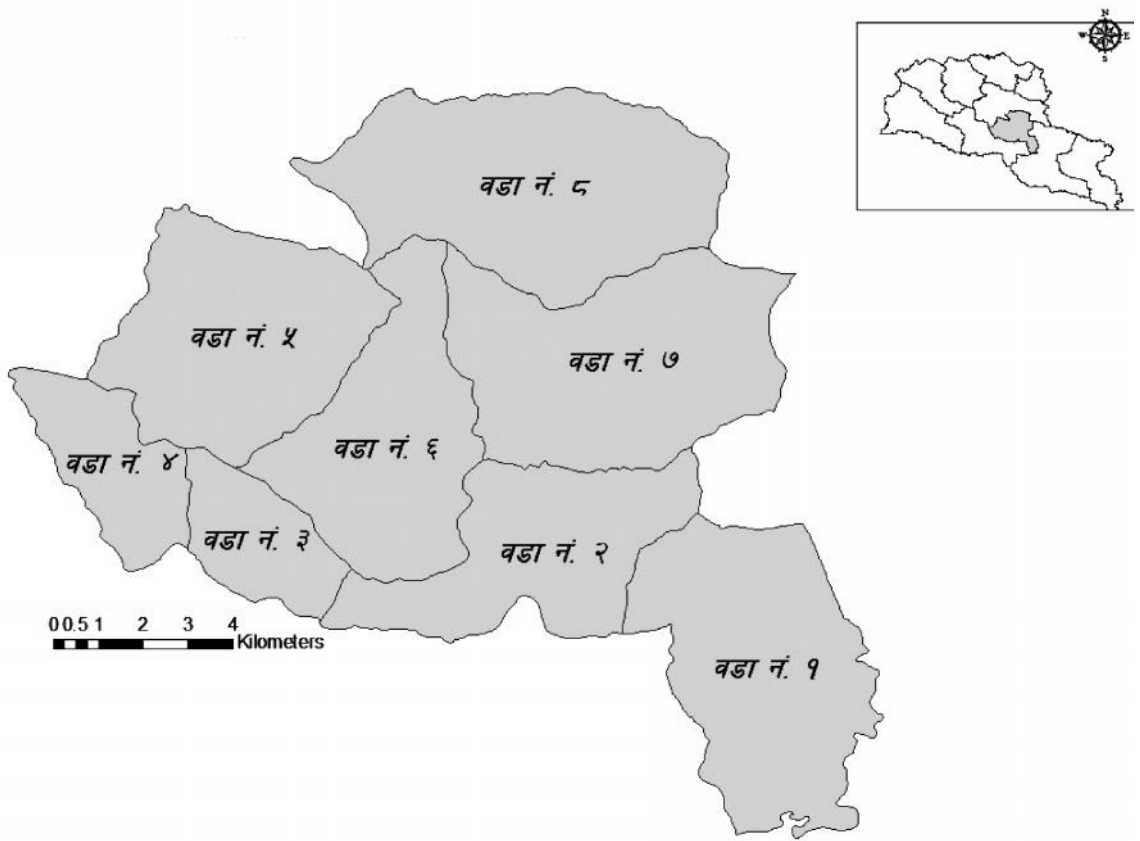 N
W E
S
वडा नं. ८
वडा नं. ५
वडा नं. ७
वडा नं. ४
वडा नं. ६
वडा नं. ३
वडा नं. २
0 0.5 1 2 3 4
Kilometers
वडा नं. १